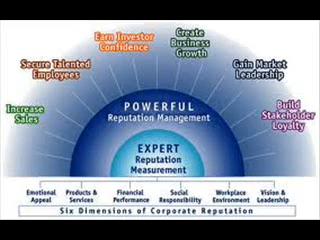 Create
Business
Growth
Earn Investor
Confidence
Gain Market
Leadership
Secure Talented
Employees
Build
Stakeholder
Loyalty
Increase
Sales
POWERFUL
Reputation Management
EXPERT
Reputation
Measurement
Emotional
Appeal
Products &
Services
Financial
Performance
Social
Responsibility
Workplace
Environment
Vision &
Leadership
Six Dimensions of Corporate Reputation